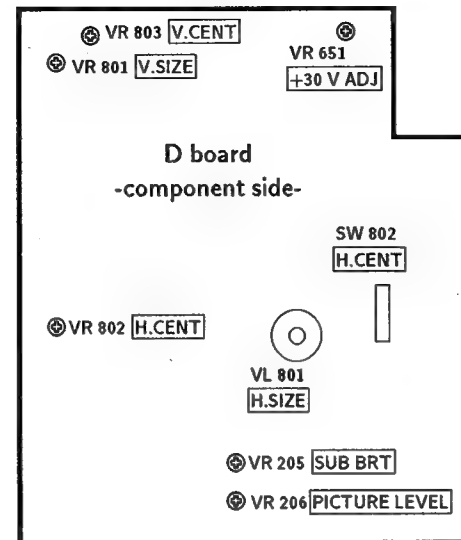 VR 803 V.CENT
VR 801 V.SIZE
VR 651
+30 V ADJ
D board
-component side-
SW 802
H.CENT
VR 802 H.CENT
VL 801
H.SIZE
VR 205 SUB BRT
VR 206 PICTURE LEVEL